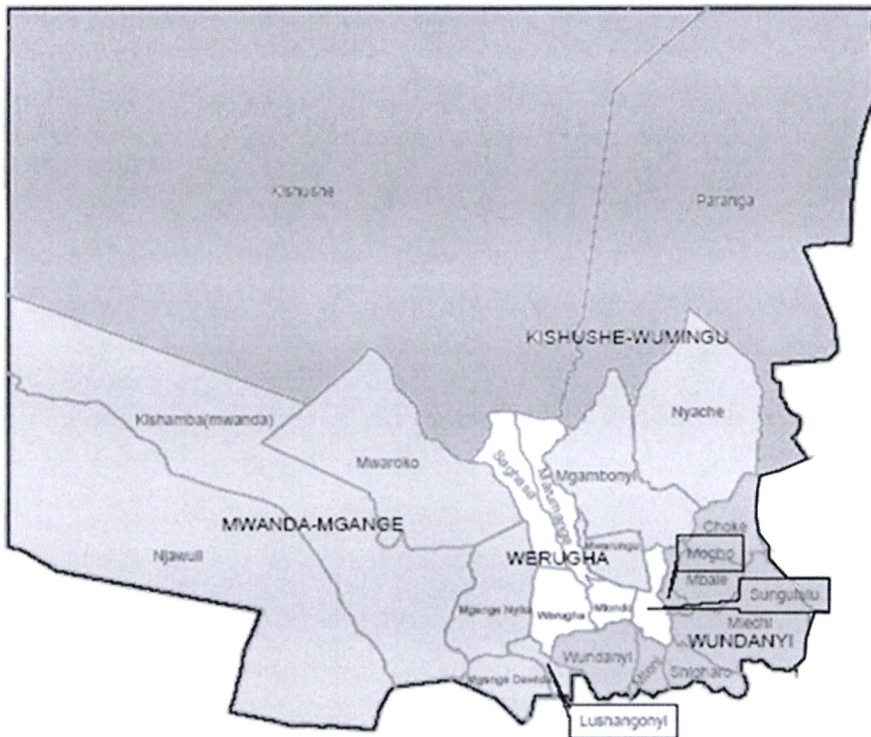 Kishushe
Paranga
KISHUSHE-WUMINGU
Nyache
Kishamba(mwanda)
Mwaroko
Mgambonyi
MWANDA-MGANGE
Choke
Njawuli
WERUGHA
Mogho
Mbale
Sungululu
Mgange Nyika
Werugha
Mlondo
Mlechi
WUNDANYI
Wundanyi
Shigharo
Mgange Dawida
Lushangonyi